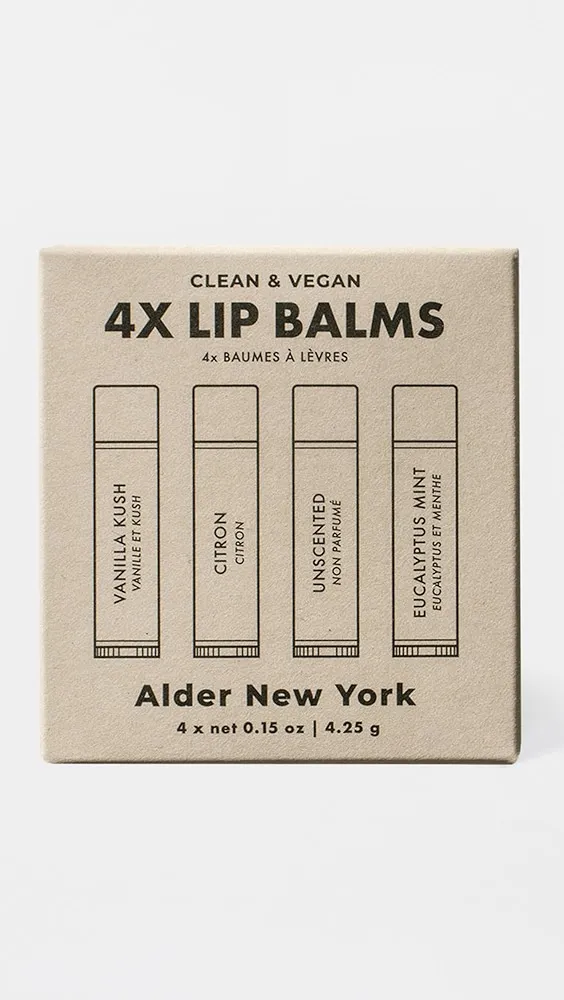 CLEAN & VEGAN
4X LIP BALMS
4x BAUMES À LÈVRES
VANILLA KUSH
VANILLE ET KUSH
CITRON
CITRON
UNSCENTED
NON PARFUMÉ
EUCALYPTUS MINT
EUCALYPTUS ET MENTHE
Alder New York
4 x net 0.15 oz | 4.25 g